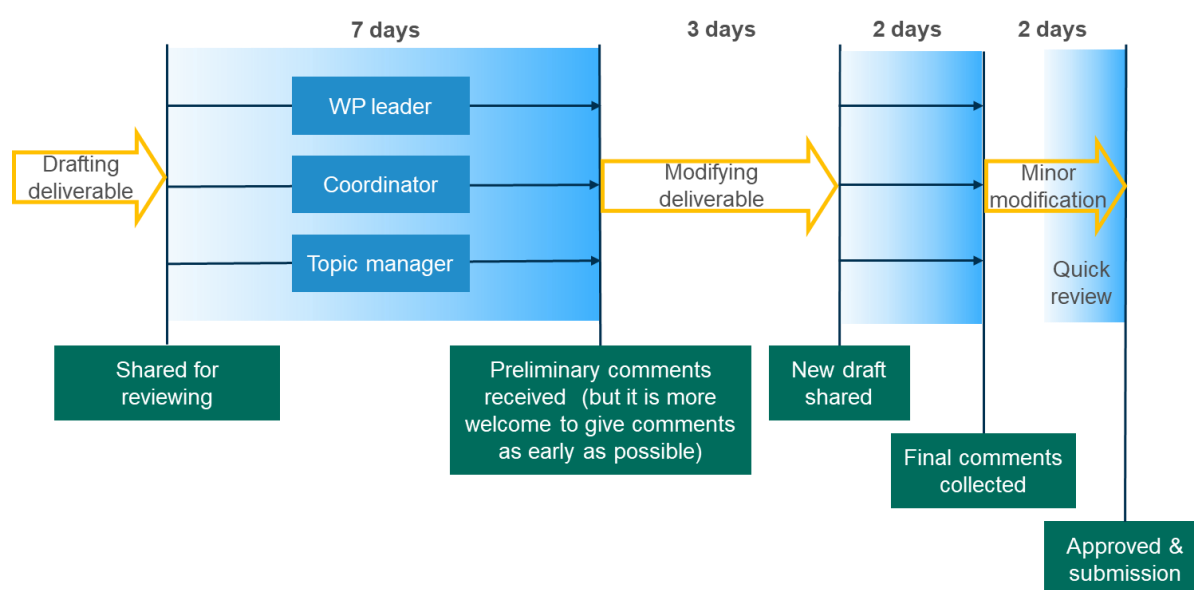 7 days
3 days
2 days
2 days
WP leader
Drafting
deliverable
Coordinator
Modifying
deliverable
Minor
modification
Topic manager
Quick
review
Shared for
reviewing
Preliminary comments
received  (but it is more
welcome to give comments
as early as possible)
New draft
shared
Final comments
collected
Approved &
submission